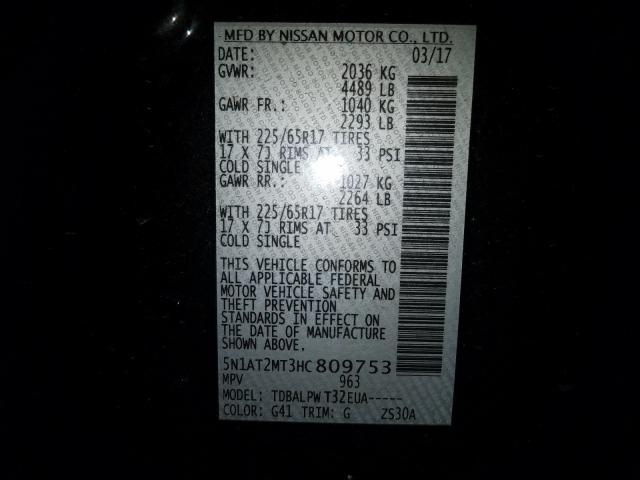 MFD BY NISSAN MOTOR CO., LTD.
DATE: 03/17
GVWR: 2036 KG
4489 LB
GAWR FR.: 1040 KG
2293 LB
WITH 225/65R17 TIRES
17 X 7J RIMS AT 33 PSI
COLD SINGLE
GAWR RR.: 1027 KG
2264 LB
WITH 225/65R17 TIRES
17 X 7J RIMS AT 33 PSI
COLD SINGLE
THIS VEHICLE CONFORMS TO
ALL APPLICABLE FEDERAL
MOTOR VEHICLE SAFETY AND
THEFT PREVENTION
STANDARDS IN EFFECT ON
THE DATE OF MANUFACTURE
SHOWN ABOVE.
5N1AT2MT3HC809753
MPV 963
MODEL: TDBALPW T32EUA-----
COLOR: G41 TRIM: G 2S30A